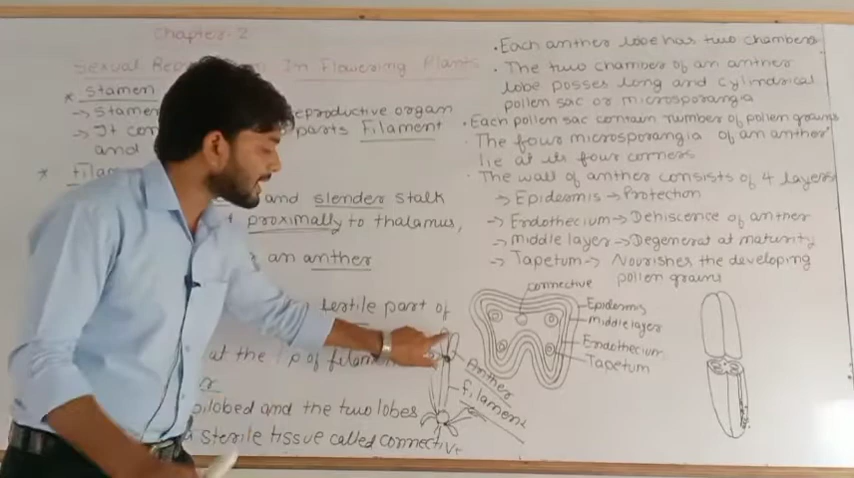 Chapter-2
Sexual Rep In Flowering Plants
* Stamen
→ Stamen eproductive organ
→ It con parts Filament
and
* Fila
and slender stalk
proximally to thalamus,
an anther
fertile part of
at the of filam
bilobed and the two lobes
a sterile tissue called connective
• Each anther lobe has two chambers
• The two chamber of an anther
lobe posses long and cylindrical
pollen sac or microsporangia
• Each pollen sac contain number of pollen grains
• The four microsporangia of an anther
lie at its four corners
• The wall of anther consists of 4 layers
→ Epidermis → Protection
→ Endothecium → Dehiscence of anther
→ Middle layer → Degenerat at maturity
→ Tapetum → Nourishes the developing
pollen grains
connective
Epidermis
middle layer
Endothecium
Tapetum
Anther
filament